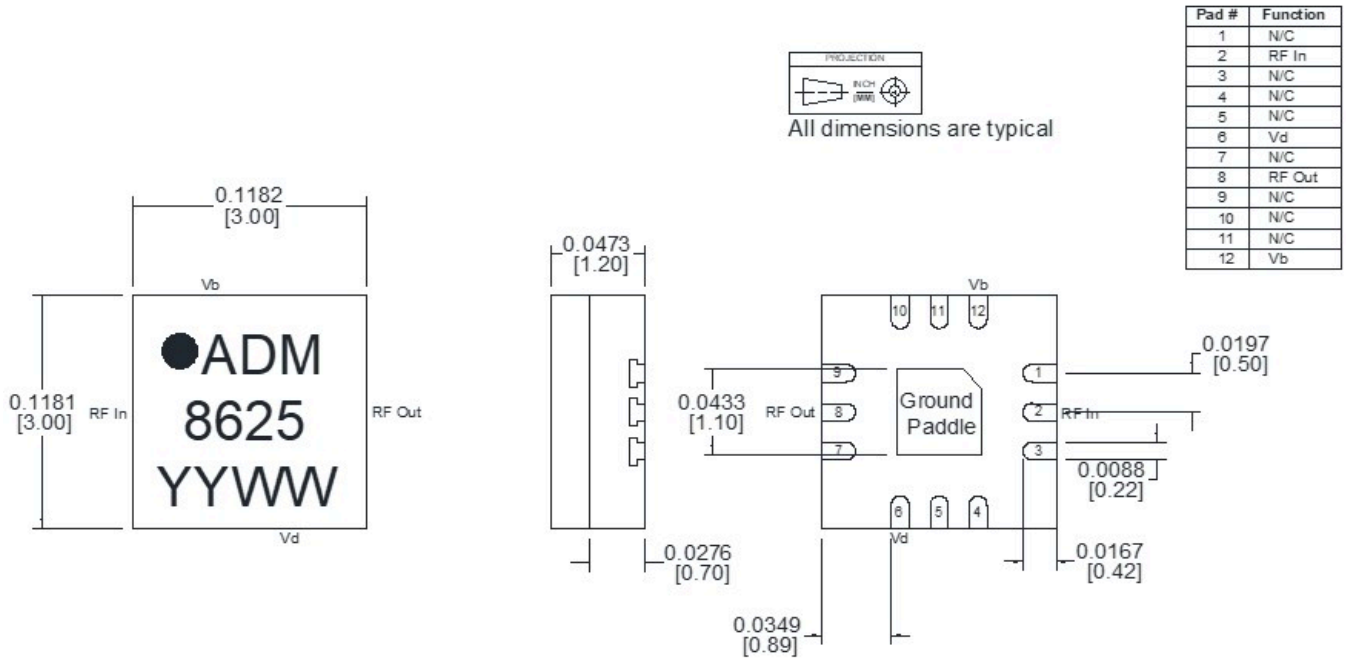 Pad # Function
1 N/C
2 RF In
3 N/C
4 N/C
5 N/C
6 Vd
7 N/C
8 RF Out
9 N/C
10 N/C
11 N/C
12 Vb
PROJECTION
INCH
[MM]
All dimensions are typical
0.1182
[3.00]
Vb
0.1181
[3.00]
RF In
ADM
8625
YYWW
RF Out
Vd
0.0473
[1.20]
0.0276
[0.70]
Vb
10 11 12
9
8
7
RF Out
0.0433
[1.10]
Ground
Paddle
1
2
3
RF In
6 5 4
Vd
0.0197
[0.50]
0.0088
[0.22]
0.0167
[0.42]
0.0349
[0.89]